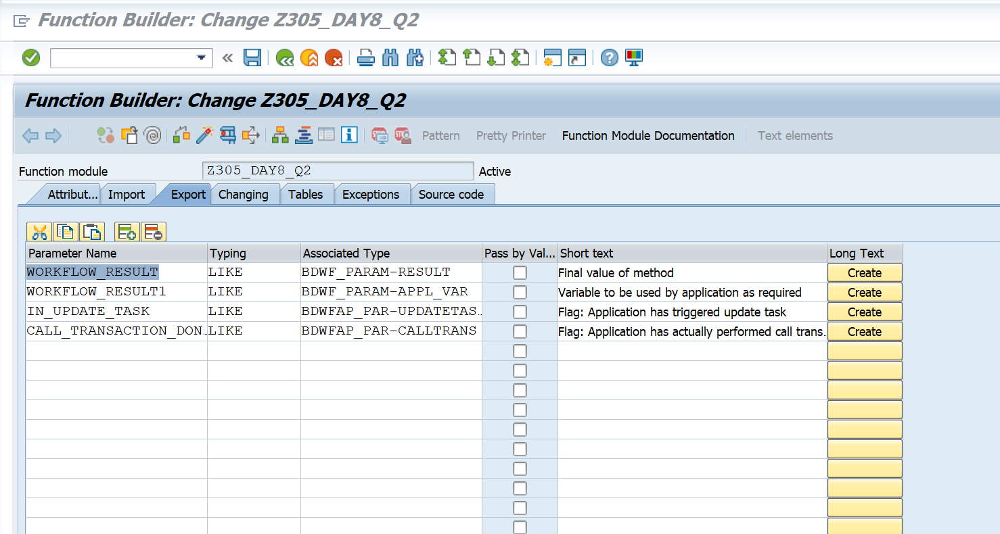 Function Builder: Change Z305_DAY8_Q2
Function Builder: Change Z305_DAY8_Q2
Pattern Pretty Printer Function Module Documentation Text elements
Function module Z305_DAY8_Q2 Active
Attribut... Import Export Changing Tables Exceptions Source code
Parameter Name Typing Associated Type Pass by Val... Short text Long Text
WORKFLOW_RESULT LIKE BDWF_PARAM-RESULT Final value of method Create
WORKFLOW_RESULT1 LIKE BDWF_PARAM-APPL_VAR Variable to be used by application as required Create
IN_UPDATE_TASK LIKE BDWFAP_PAR-UPDATETAS… Flag: Application has triggered update task Create
CALL_TRANSACTION_DON… LIKE BDWFAP_PAR-CALLTRANS Flag: Application has actually performed call trans… Create